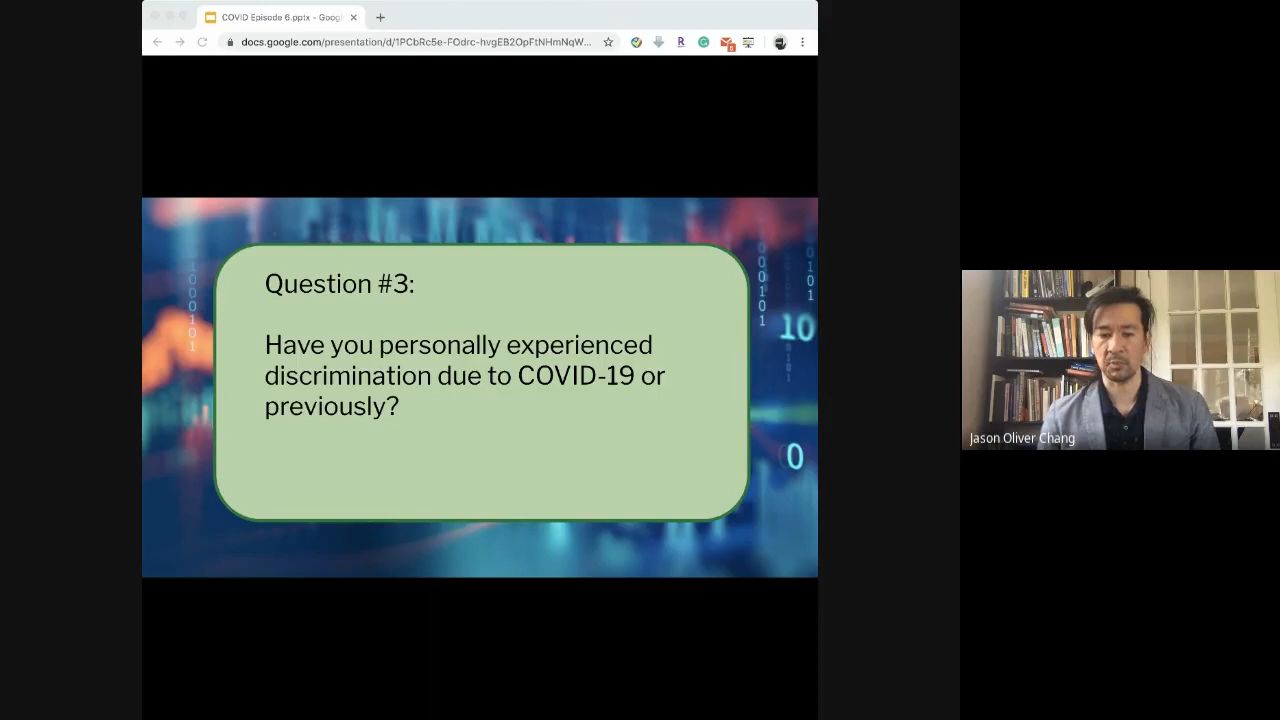 COVID Episode 6.pptx - Googl
docs.google.com/presentation/d/1PCbRc5e-FOdrc-hvgEB2OpFtNHmNqW...
R
5
Question #3:
Have you personally experienced
discrimination due to COVID-19 or
previously?
10
0
Jason Oliver Chang